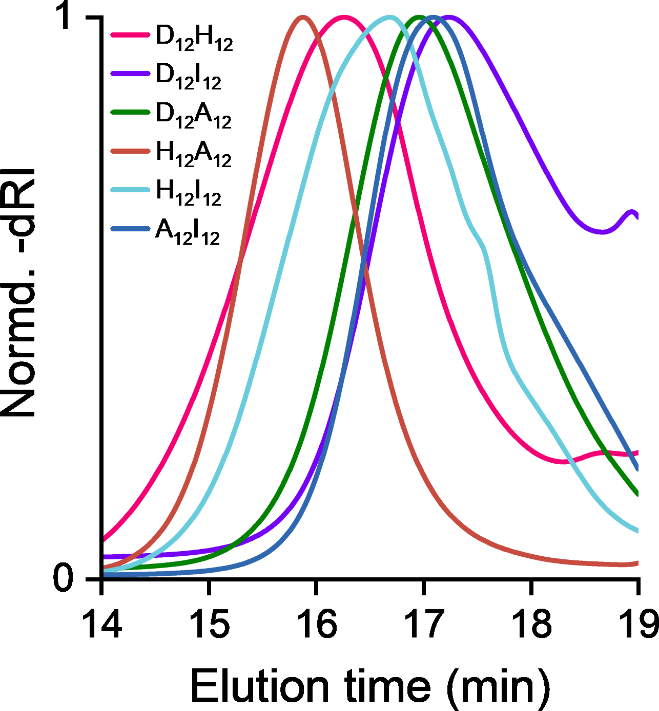 1
D₁₂H₁₂
D₁₂I₁₂
D₁₂A₁₂
H₁₂A₁₂
H₁₂I₁₂
A₁₂I₁₂
Normd. -dRI
0
14 15 16 17 18 19
Elution time (min)